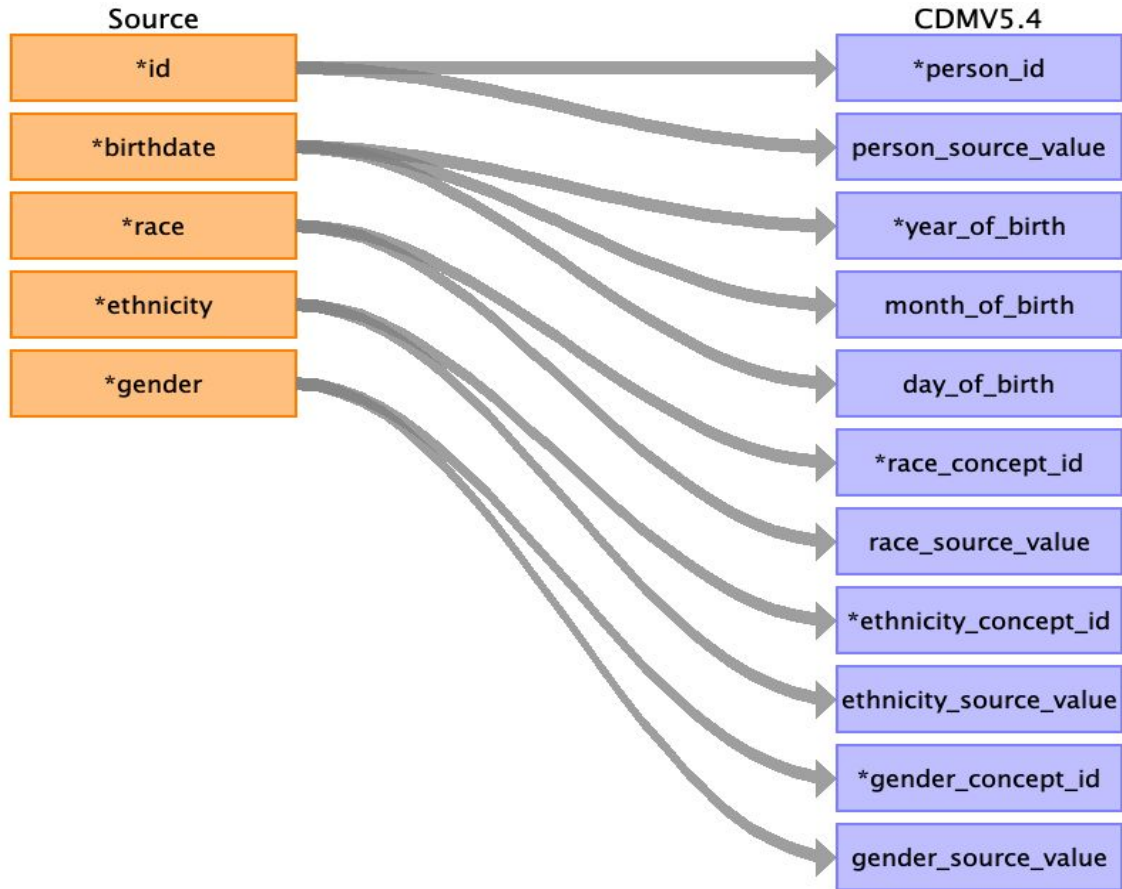 Source
CDMV5.4
*id
*person_id
*birthdate
person_source_value
*race
*year_of_birth
*ethnicity
month_of_birth
*gender
day_of_birth
*race_concept_id
race_source_value
*ethnicity_concept_id
ethnicity_source_value
*gender_concept_id
gender_source_value